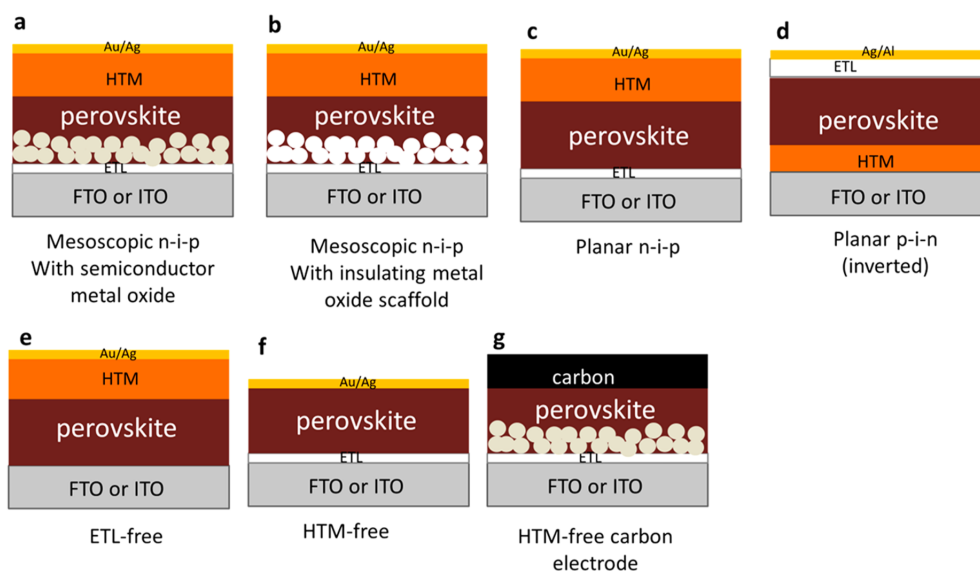 a
Au/Ag
HTM
perovskite
ETL
FTO or ITO
Mesoscopic n-i-p
With semiconductor
metal oxide
b
Au/Ag
HTM
perovskite
ETL
FTO or ITO
Mesoscopic n-i-p
With insulating metal
oxide scaffold
c
Au/Ag
HTM
perovskite
ETL
FTO or ITO
Planar n-i-p
d
Ag/Al
ETL
perovskite
HTM
FTO or ITO
Planar p-i-n
(inverted)
e
Au/Ag
HTM
perovskite
FTO or ITO
ETL-free
f
Au/Ag
perovskite
ETL
FTO or ITO
HTM-free
g
carbon
perovskite
ETL
FTO or ITO
HTM-free carbon
electrode